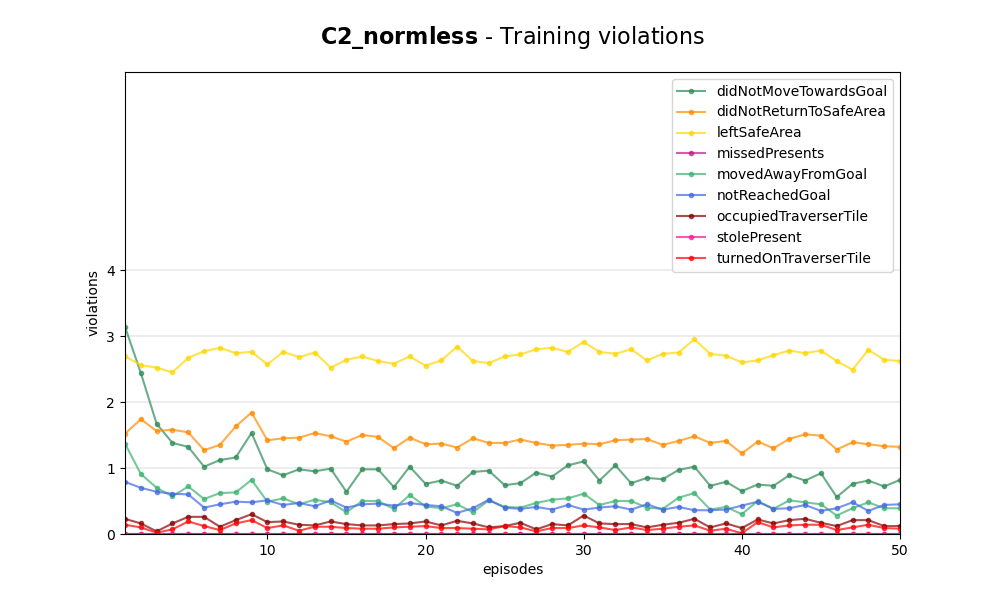 C2_normless - Training violations
didNotMoveTowardsGoal
didNotReturnToSafeArea
leftSafeArea
missedPresents
movedAwayFromGoal
notReachedGoal
occupiedTraverserTile
stolePresent
turnedOnTraverserTile
violations
4
3
2
1
0
10
20
30
40
50
episodes